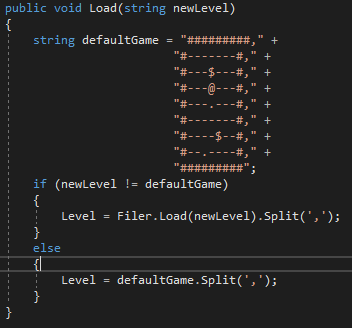 public void Load(string newLevel)
{
    string defaultGame = "#########," +
                         "#-------#," +
                         "#---$---#," +
                         "#---@---#," +
                         "#---.---#," +
                         "#-------#," +
                         "#----$--#," +
                         "#--.----#," +
                         "#########";
    if (newLevel != defaultGame)
    {
        Level = Filer.Load(newLevel).Split(',');
    }
    else
    {
        Level = defaultGame.Split(',');
    }
}